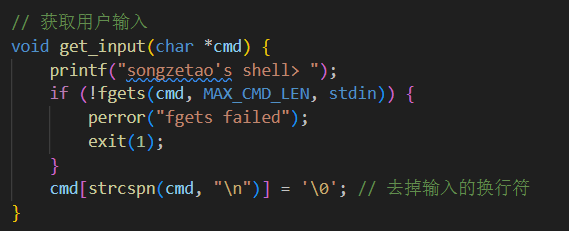 // 获取用户输入
void get_input(char *cmd) {
    printf("songzetao's shell> ");
    if (!fgets(cmd, MAX_CMD_LEN, stdin)) {
        perror("fgets failed");
        exit(1);
    }
    cmd[strcspn(cmd, "\n")] = '\0'; // 去掉输入的换行符
}